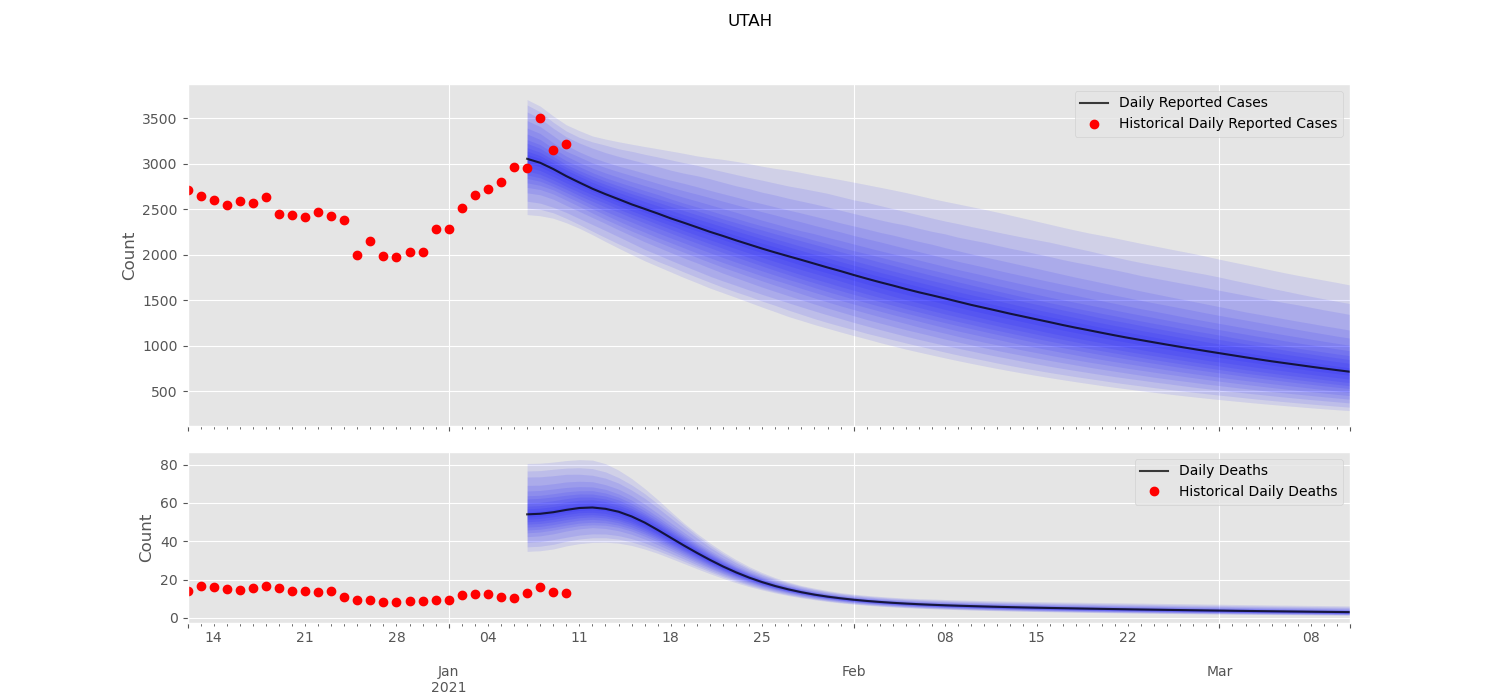 UTAH
Daily Reported Cases
Historical Daily Reported Cases
3500
3000
2500
2000
1500
1000
500
Count
Daily Deaths
Historical Daily Deaths
80
60
40
20
0
Count
14 21 28 04 11 18 25 08 15 22 08
Jan Feb Mar
2021